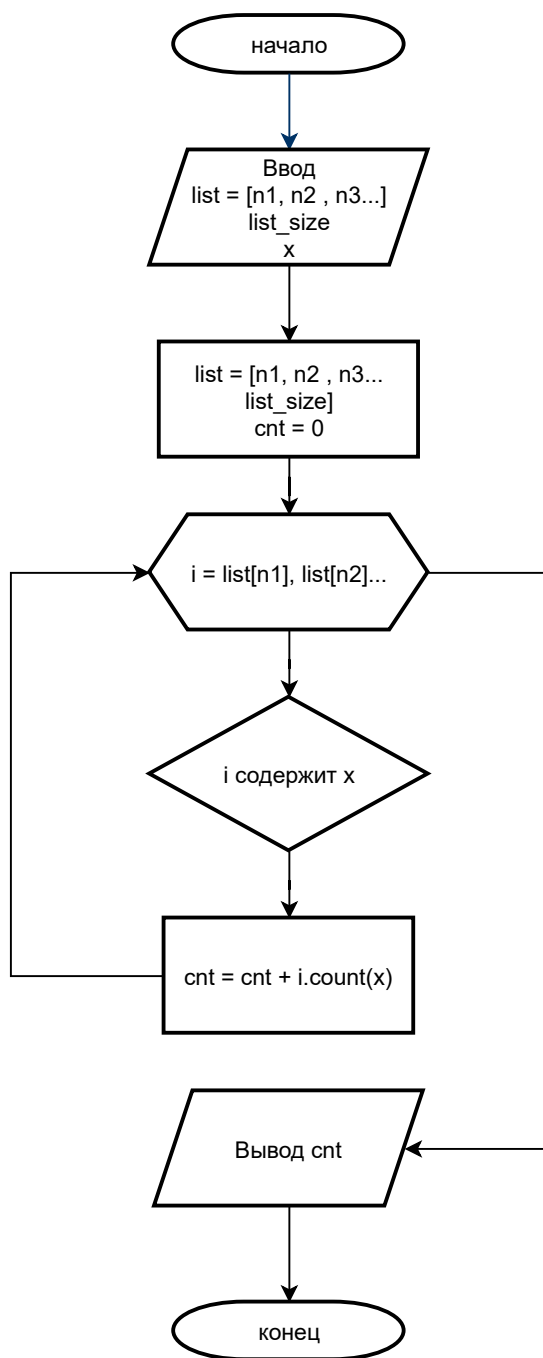 начало
Ввод
list = [n1, n2 , n3...]
list_size
x
list = [n1, n2 , n3...
list_size]
cnt = 0
i = list[n1], list[n2]...
i содержит x
cnt = cnt + i.count(x)
Вывод cnt
конец